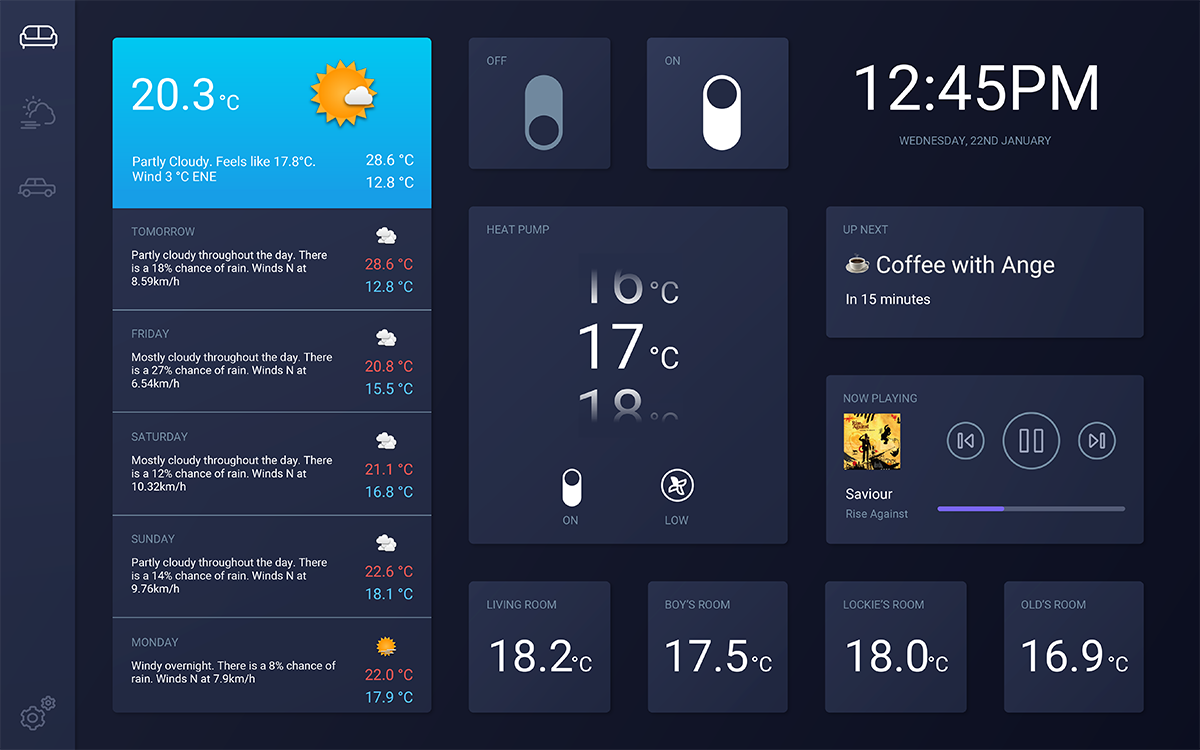 20.3°C
Partly Cloudy. Feels like 17.8°C.
Wind 3 °C ENE
28.6 °C
12.8 °C
TOMORROW
Partly cloudy throughout the day. There
is a 18% chance of rain. Winds N at
8.59km/h
28.6 °C
12.8 °C
FRIDAY
Mostly cloudy throughout the day. There
is a 27% chance of rain. Winds N at
6.54km/h
20.8 °C
15.5 °C
SATURDAY
Mostly cloudy throughout the day. There
is a 12% chance of rain. Winds N at
10.32km/h
21.1 °C
16.8 °C
SUNDAY
Partly cloudy throughout the day. There
is a 14% chance of rain. Winds N at
9.76km/h
22.6 °C
18.1 °C
MONDAY
Windy overnight. There is a 8% chance of
rain. Winds N at 7.9km/h
22.0 °C
17.9 °C
OFF
ON
12:45PM
WEDNESDAY, 22ND JANUARY
HEAT PUMP
16°C
17°C
18°C
ON
LOW
UP NEXT
Coffee with Ange
In 15 minutes
NOW PLAYING
Rise Against
Saviour
Rise Against
LIVING ROOM
18.2°C
BOY'S ROOM
17.5°C
LOCKIE'S ROOM
18.0°C
OLD'S ROOM
16.9°C